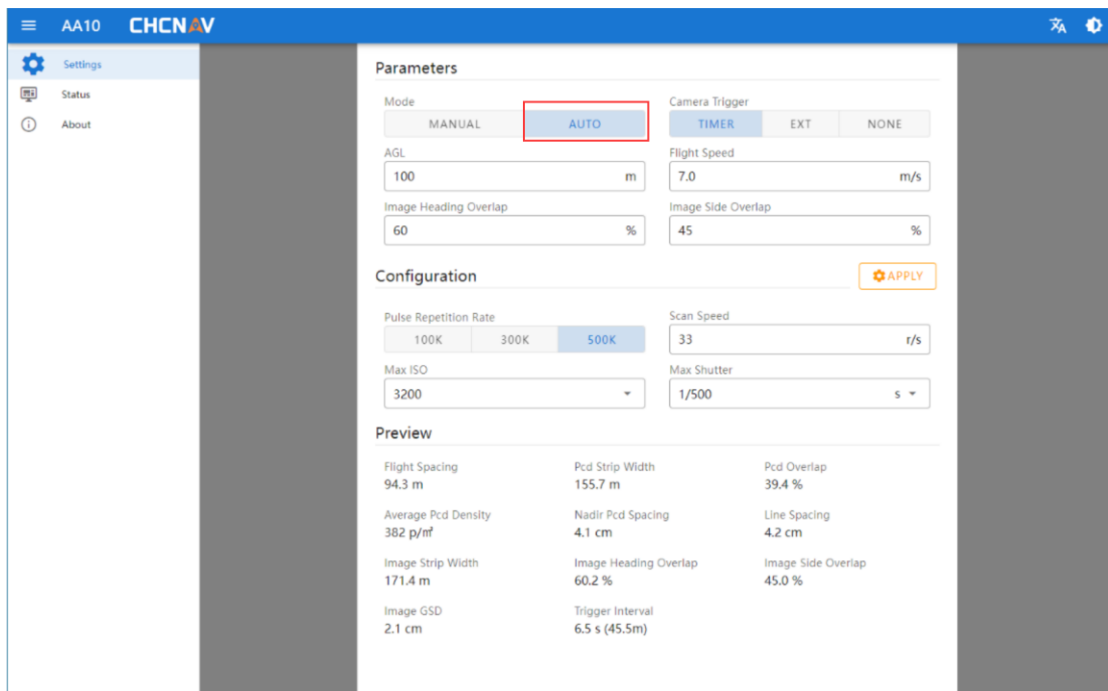 AA10 CHCNAV
Settings
Status
About
Parameters
Mode
MANUAL AUTO
Camera Trigger
TIMER EXT NONE
AGL
100 m
Flight Speed
7.0 m/s
Image Heading Overlap
60 %
Image Side Overlap
45 %
Configuration
APPLY
Pulse Repetition Rate
100K 300K 500K
Scan Speed
33 r/s
Max ISO
3200
Max Shutter
1/500 s
Preview
Flight Spacing
94.3 m
Pcd Strip Width
155.7 m
Pcd Overlap
39.4 %
Average Pcd Density
382 p/㎡
Nadir Pcd Spacing
4.1 cm
Line Spacing
4.2 cm
Image Strip Width
171.4 m
Image Heading Overlap
60.2 %
Image Side Overlap
45.0 %
Image GSD
2.1 cm
Trigger Interval
6.5 s (45.5m)